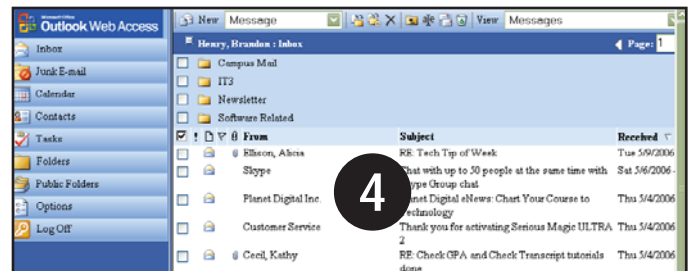 Microsoft Office
Outlook Web Access
New Message View Messages
Henry, Brandon : Inbox Page: 1
Inbox
Junk E-mail
Calendar
Contacts
Tasks
Folders
Public Folders
Options
Log Off
Campus Mail
IT3
Newsletter
Software Related
! From Subject Received
Ellison, Alicia RE: Tech Tip of Week Tue 5/9/2006
Skype hat with up to 50 people at the same time with Sat 5/6/2006 -
ype Group chat
Planet Digital Inc. anet Digital eNews: Chart Your Course to Thu 5/4/2006
echnology
4
Customer Service Thank you for activating Serious Magic ULTRA Thu 5/4/2006
2
Cecil, Kathy RE: Check GPA and Check Transcript tutorials Thu 5/4/2006
done